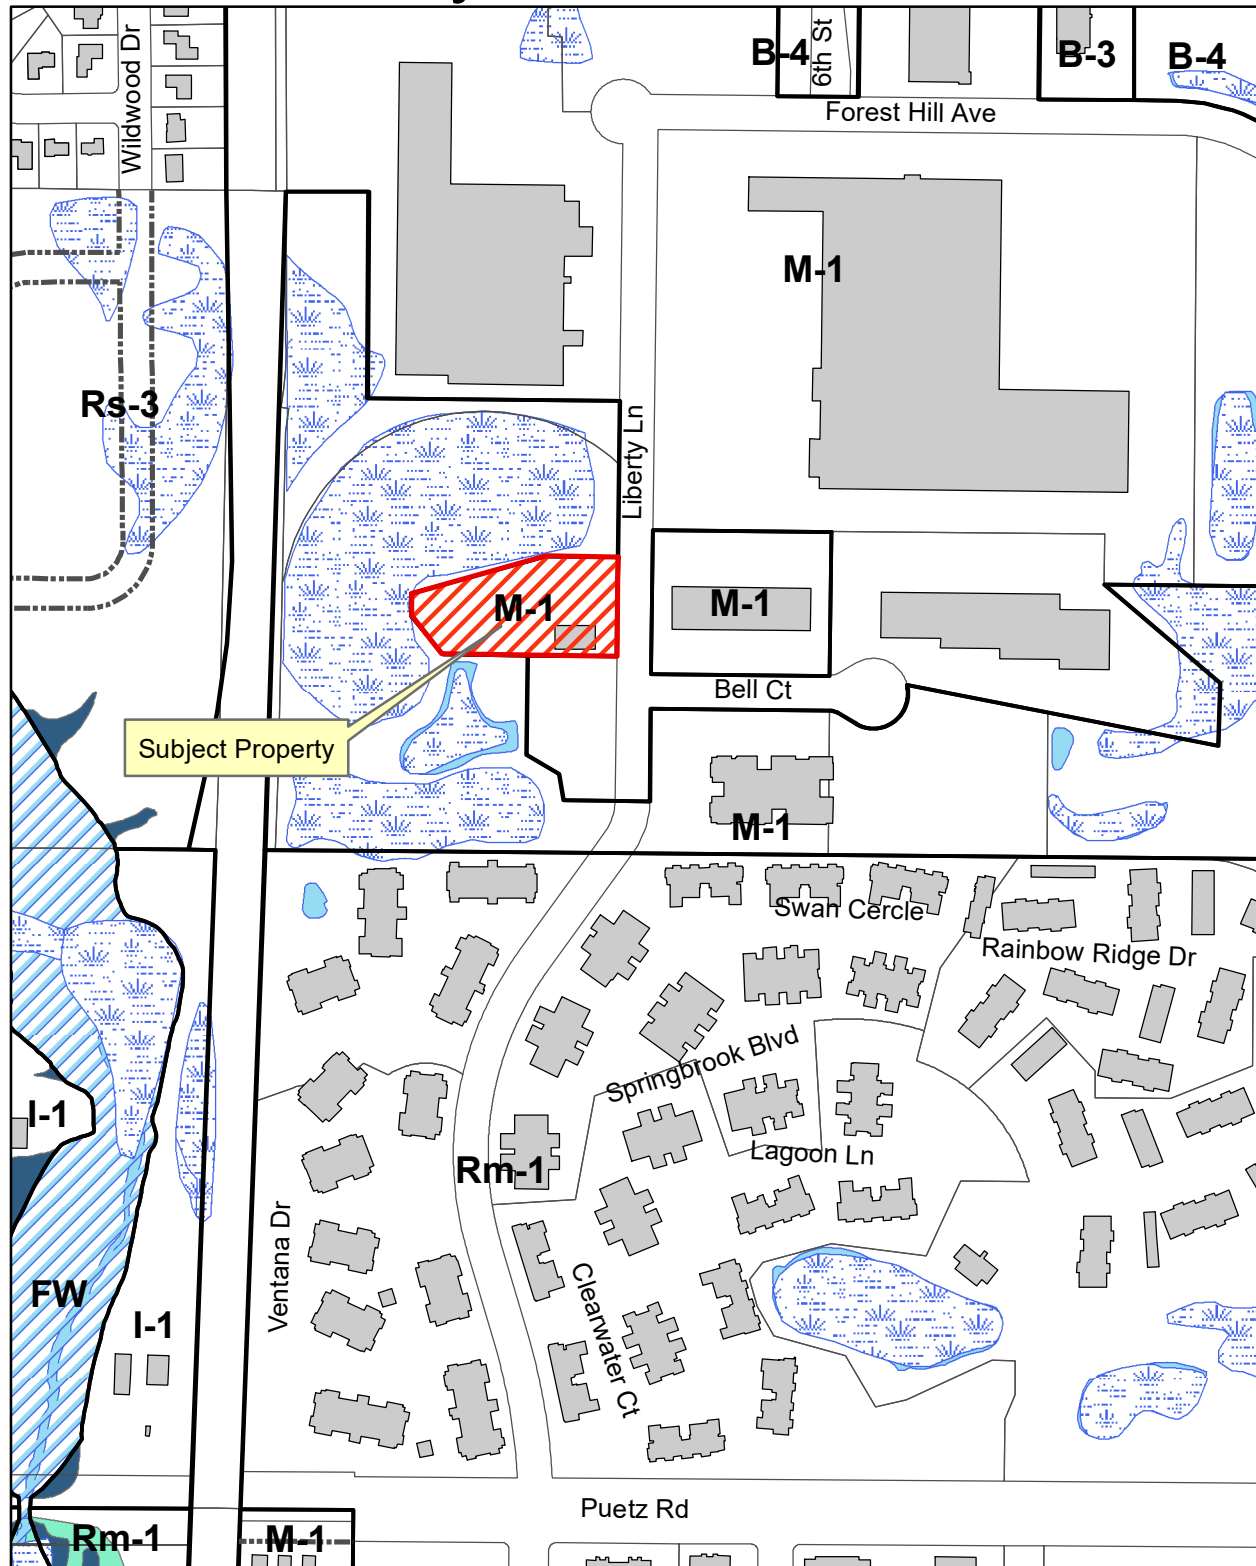 Wildwood Dr
B-4
6th St
B-3
B-4
Forest Hill Ave
M-1
Rs-3
Liberty Ln
M-1
M-1
Bell Ct
Subject Property
M-1
Swan Cercle
Rainbow Ridge Dr
Springbrook Blvd
I-1
Lagoon Ln
Rm-1
Ventana Dr
Clearwater Ct
FW
I-1
Puetz Rd
Rm-1
M-1